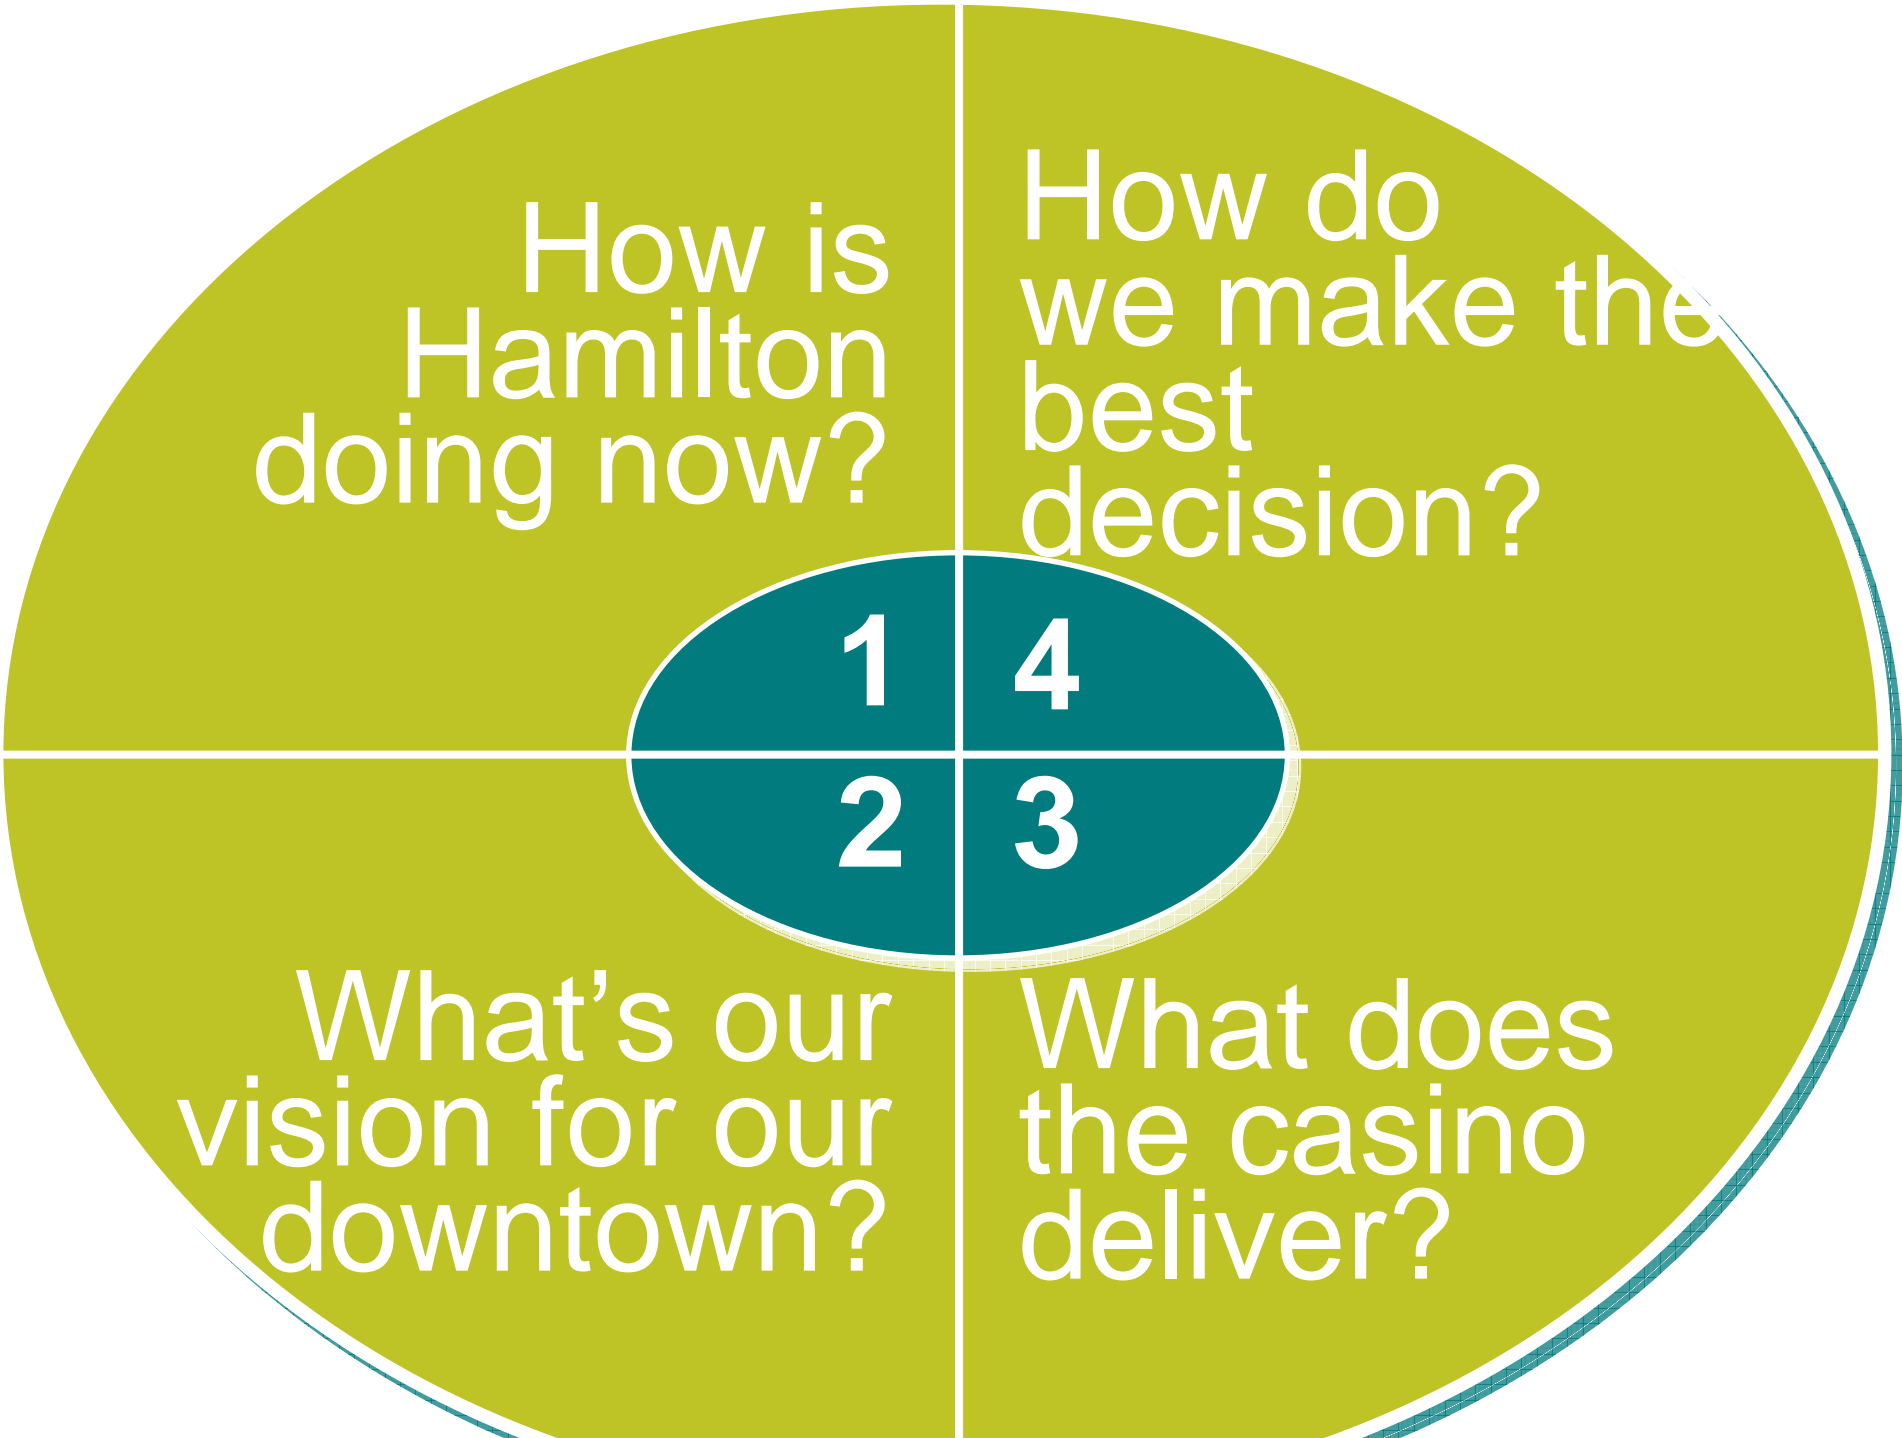 How is
Hamilton
doing now?
How do
we make the
best
decision?
1
4
2
3
What's our
vision for our
downtown?
What does
the casino
deliver?